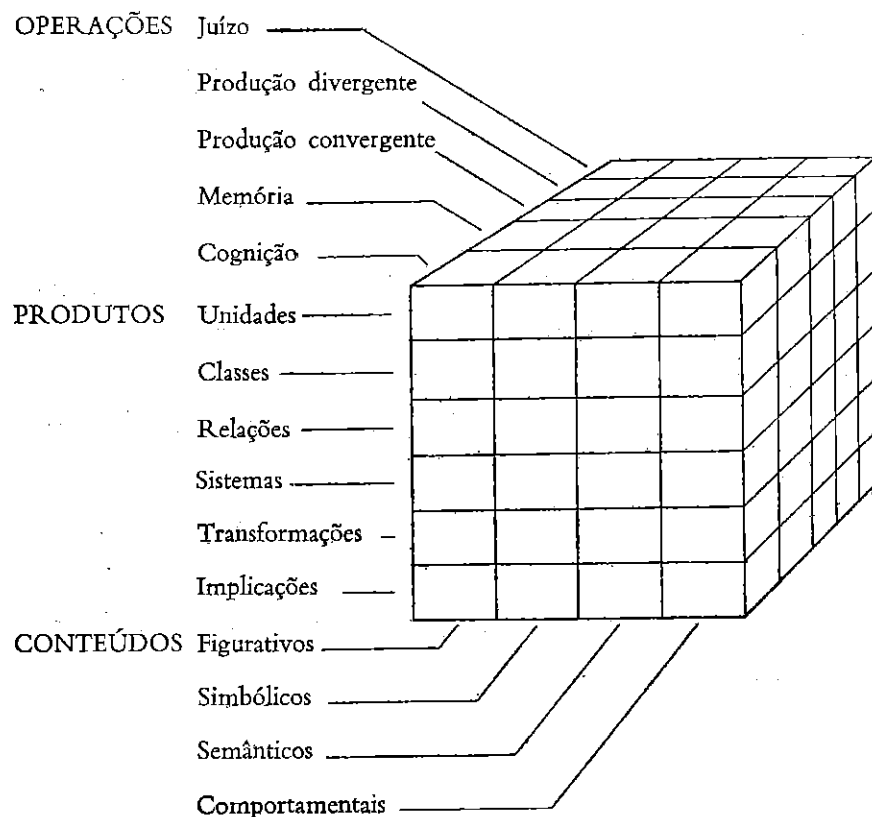 OPERAÇÕES Juízo
Produção divergente
Produção convergente
Memória
Cognição
PRODUTOS Unidades
Classes
Relações
Sistemas
Transformações
Implicações
CONTEÚDOS Figurativos
Simbólicos
Semânticos
Comportamentais